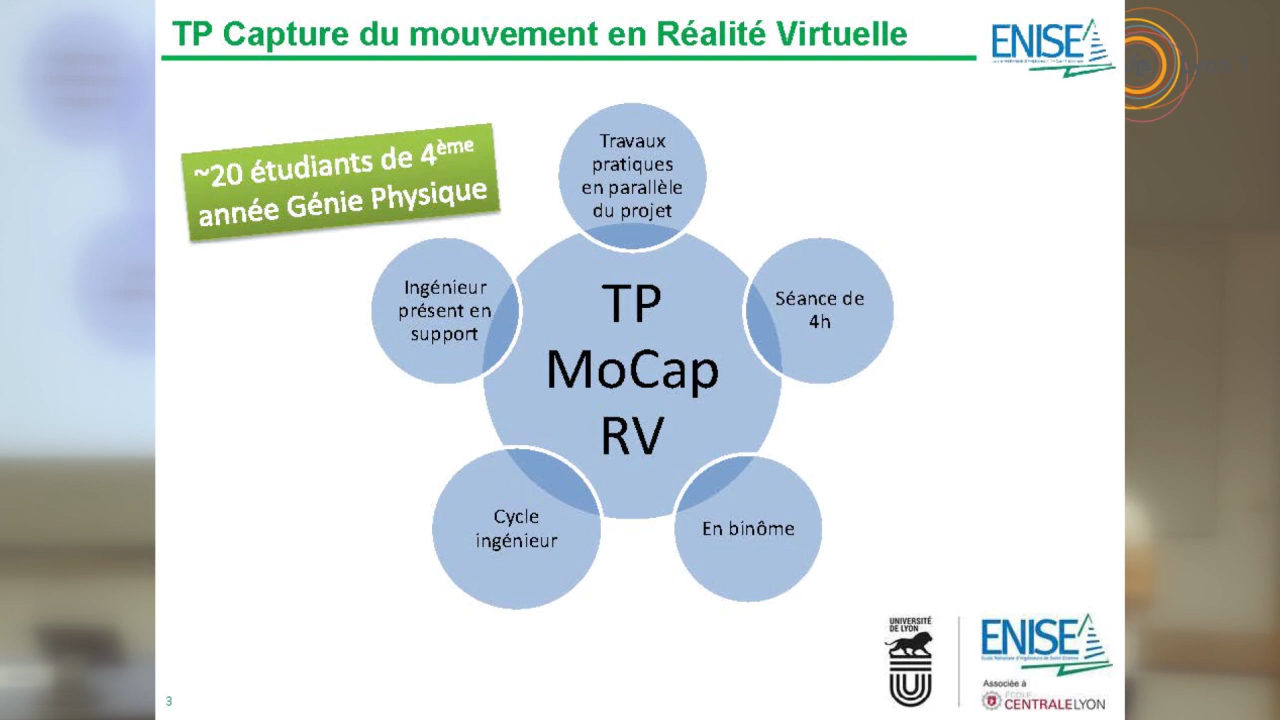 TP Capture du mouvement en Réalité Virtuelle
ENISE
~20 étudiants de 4ème
année Génie Physique
Travaux
pratiques
en parallèle
du projet
Ingénieur
présent en
support
TP
MoCap
RV
Séance de
4h
Cycle
ingénieur
En binôme
UNIVERSITÉ
DE LYON
ENISE
Associée à
ÉCOLE
CENTRALELYON
3